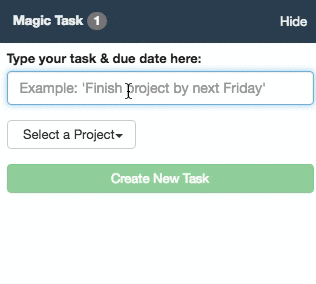 Magic Task 1 Hide
Type your task & due date here:
Example: 'Finish project by next Friday'
Select a Project
Create New Task